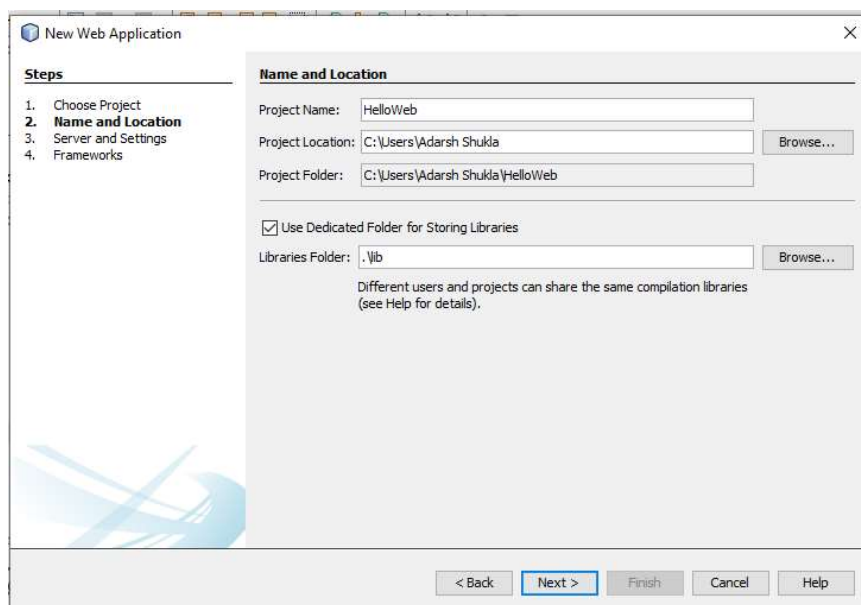 New Web Application
Steps
1. Choose Project
2. Name and Location
3. Server and Settings
4. Frameworks
Name and Location
Project Name: HelloWeb
Project Location: C:\Users\Adarsh Shukla Browse...
Project Folder: C:\Users\Adarsh Shukla\HelloWeb
Use Dedicated Folder for Storing Libraries
Libraries Folder: .\lib Browse...
Different users and projects can share the same compilation libraries
(see Help for details).
< Back Next > Finish Cancel Help